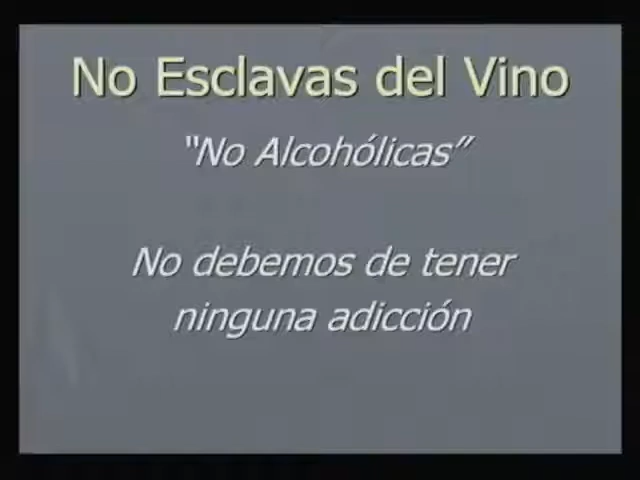 No Esclavas del Vino
"No Alcohólicas”
No debemos de tener
ninguna adicción